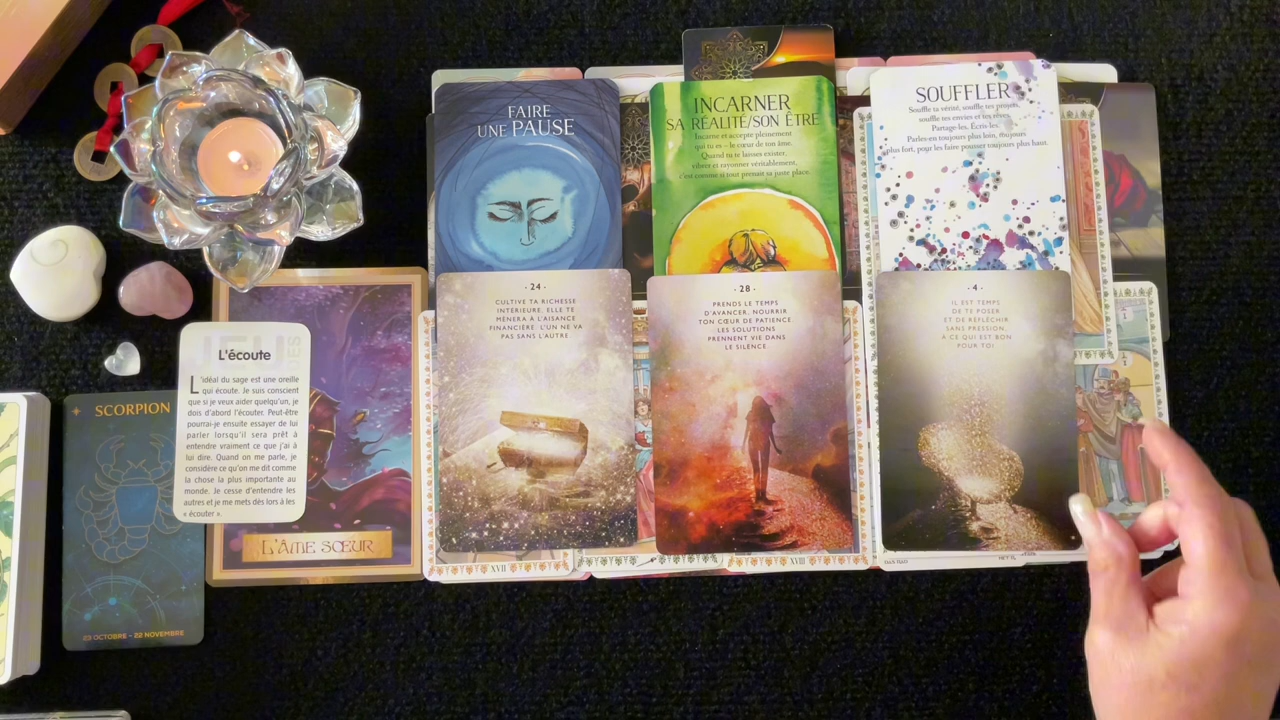 FAIRE
UNE PAUSE
INCARNER
SA RÉALITÉ/SON ÊTRE
Incarne et accepte pleinement
qui tu es – le cœur de ton âme.
Quand tu te laisses exister,
vibrer et rayonner véritablement,
c'est comme si tout prenait sa juste place.
SOUFFLER
Souffle ta vérité, souffle tes projets,
souffle tes envies et tes rêves.
Partage-les. Écris-les.
Parles-en toujours plus loin, toujours
plus fort, pour les faire pousser toujours plus haut.
· 24 ·
CULTIVE TA RICHESSE
INTÉRIEURE. ELLE TE
MÈNERA À L'AISANCE
FINANCIÈRE. L'UN NE VA
PAS SANS L'AUTRE
· 28 ·
PRENDS LE TEMPS
D'AVANCER. NOURRIR
TON CŒUR DE PATIENCE.
LES SOLUTIONS
PRENNENT VIE DANS
LE SILENCE
· 4 ·
IL EST TEMPS
DE TE POSER
ET DE RÉFLÉCHIR
SANS PRESSION,
À CE QUI EST BON
POUR TOI
L'écoute
L'idéal du sage est une oreille
qui écoute. Je suis conscient
que si je veux aider quelqu'un, je
dois d'abord l'écouter. Peut-être
pourrai-je ensuite essayer de lui
parler lorsqu'il sera prêt à
entendre vraiment ce que j'ai à
lui dire. Quand on me parle, je
considère ce qu'on me dit comme
la chose la plus importante au
monde. Je cesse d'entendre les
autres et je me mets dès lors à les
« écouter ».
SCORPION
23 OCTOBRE - 22 NOVEMBRE
L'ÂME SŒUR
XVII
XVIII